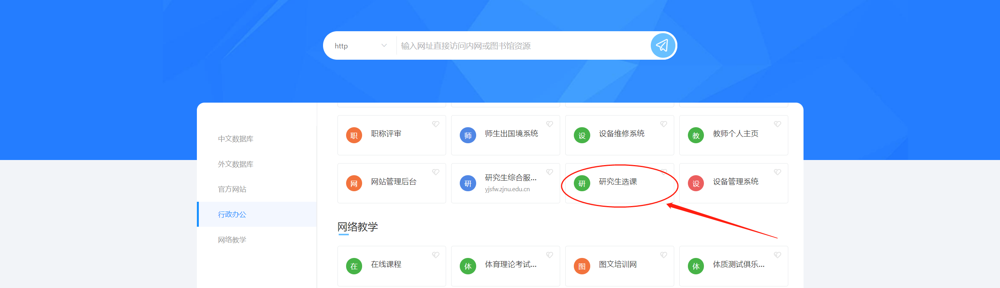 http
输入网址直接访问内网或图书馆资源
中文数据库
外文数据库
官方网站
行政办公
网络教学
职 职称评审
师 师生出国境系统
设 设备维修系统
教 教师个人主页
网 网站管理后台
研 研究生综合服...
yjsfw.zjnu.edu.cn
研 研究生选课
设 设备管理系统
网络教学
在 在线课程
体 体育理论考试...
图 图文培训网
体 体质测试俱乐...